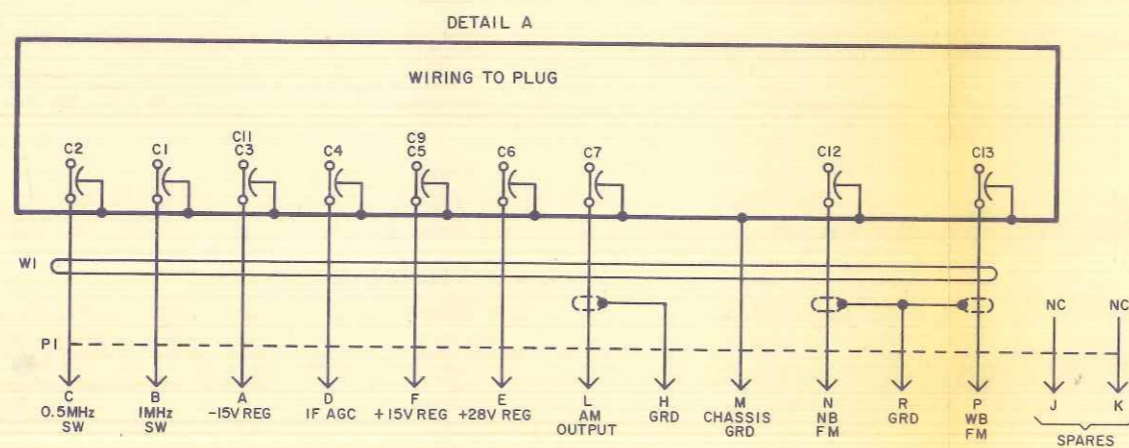 DETAIL A
WIRING TO PLUG
C2
C1
C11
C3
C4
C9
C5
C6
C7
C12
C13
W1
NC
NC
P1
C
0.5MHz
SW
B
1MHz
SW
A
-15V REG
D
1F AGC
F
+15V REG
E
+28V REG
L
AM
OUTPUT
H
GRD
M
CHASSIS
GRD
N
NB
FM
R
GRD
P
WB
FM
J
K
SPARES